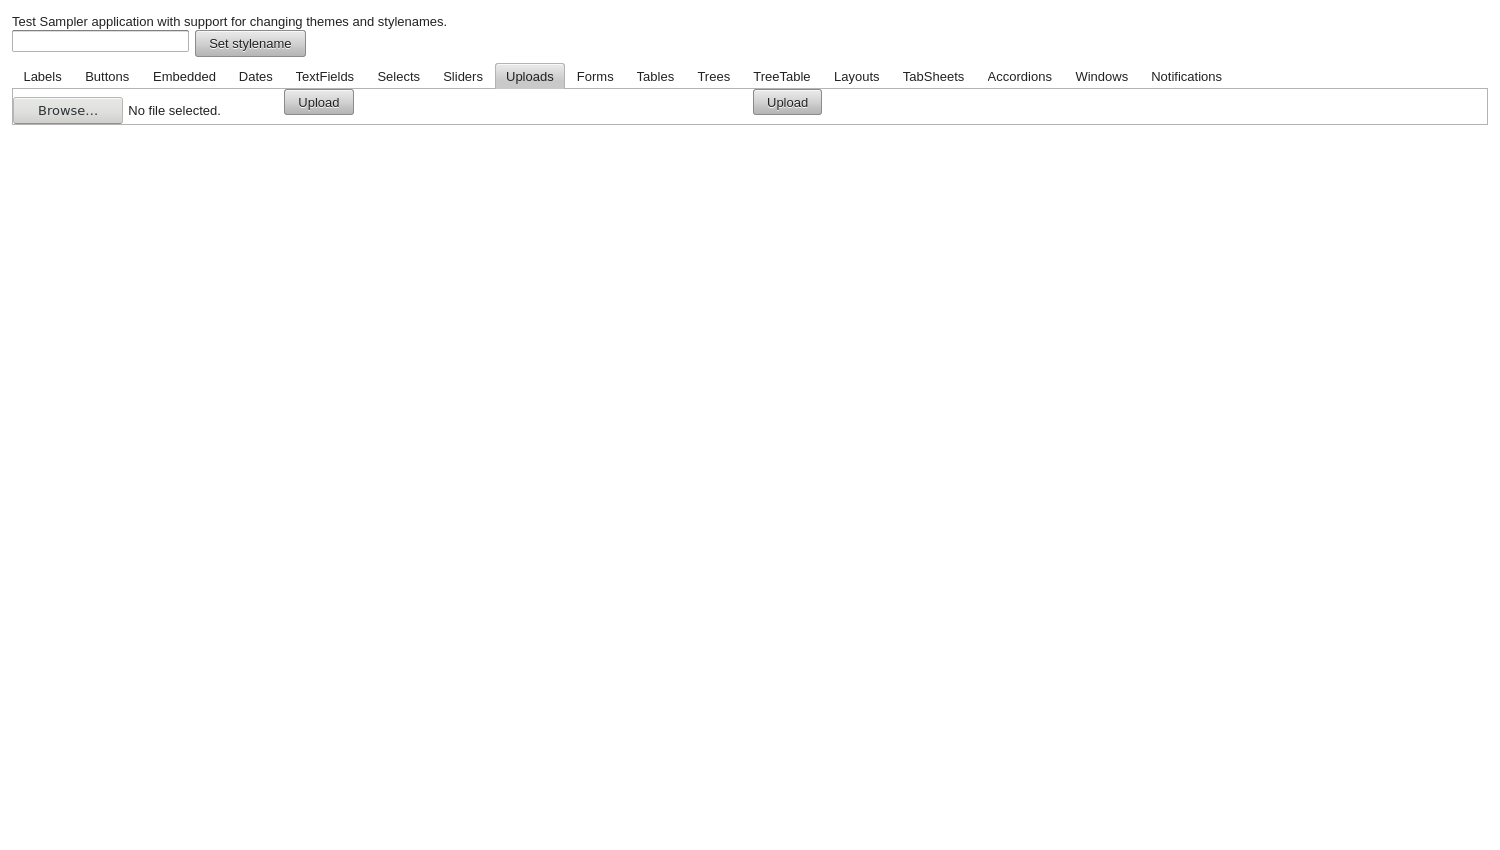 Test Sampler application with support for changing themes and stylenames.
Set stylename
Labels Buttons Embedded Dates TextFields Selects Sliders Uploads Forms Tables Trees TreeTable Layouts TabSheets Accordions Windows Notifications
Browse... No file selected. Upload Upload